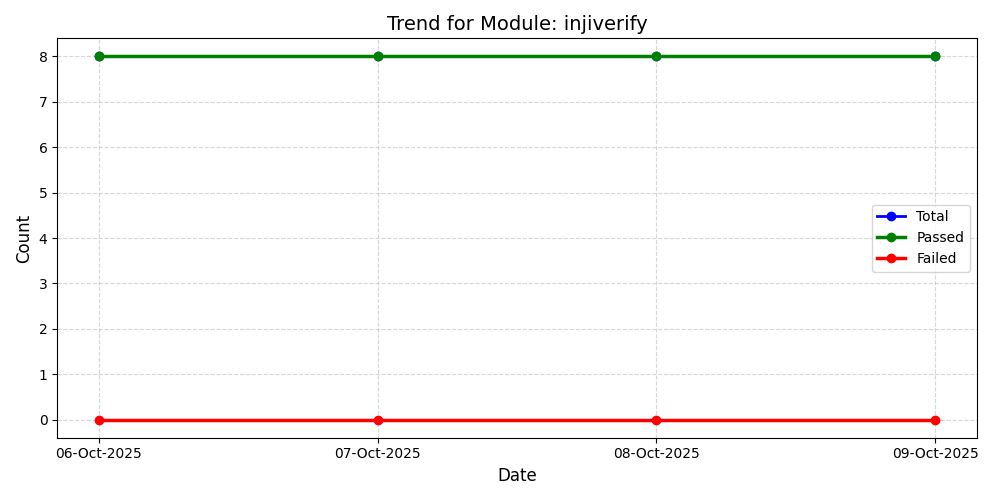 Trend for Module: injiverify
Count
8
7
6
5
4
3
2
1
0
Total
Passed
Failed
06-Oct-2025 07-Oct-2025 08-Oct-2025 09-Oct-2025
Date